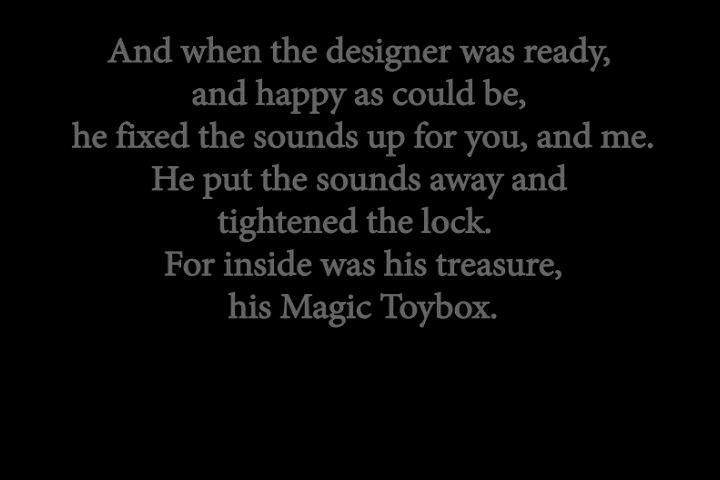 And when the designer was ready,
and happy as could be,
he fixed the sounds up for you, and me.
He put the sounds away and
tightened the lock.
For inside was his treasure,
his Magic Toybox.